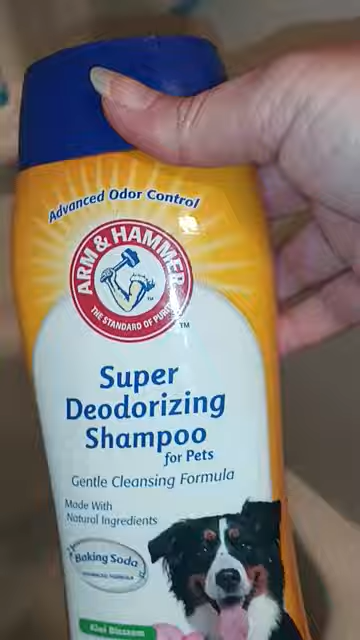 Advanced Odor Control
ARM & HAMMER
THE STANDARD OF PURITY
TM
Super
Deodorizing
Shampoo
for Pets
Gentle Cleansing Formula
Made With
Natural Ingredients
Baking Soda
Kiwi Blossom